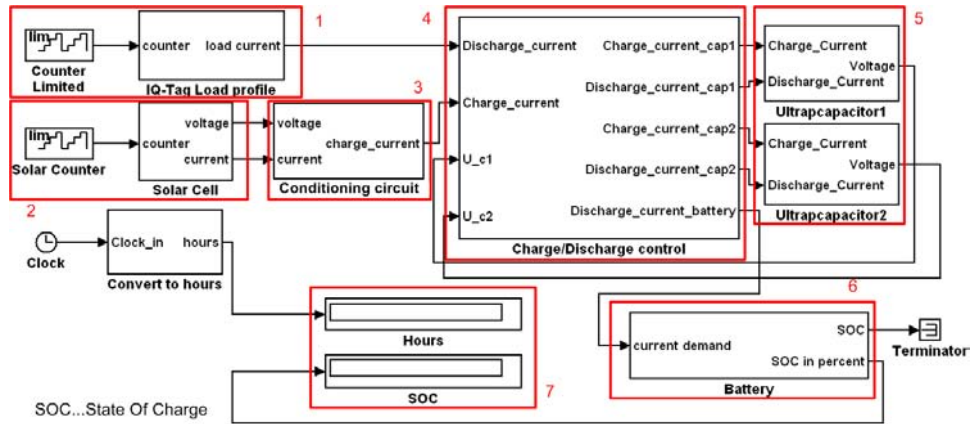 1
lim
counter
load current
Counter
Limited
IQ-Tag Load profile
lim
Solar Counter
counter
voltage
current
Solar Cell
2
3
voltage
current
charge_current
Conditioning circuit
4
Discharge_current
Charge_current
U_c1
U_c2
Charge_current_cap1
Discharge_current_cap1
Charge_current_cap2
Discharge_current_cap2
Discharge_current_battery
Charge/Discharge control
5
Charge_Current
Discharge_Current
Voltage
Ultrapcapacitor1
Charge_Current
Discharge_Current
Voltage
Ultrapcapacitor2
Clock
Clock_in
hours
Convert to hours
Hours
SOC
7
6
current demand
SOC
SOC in percent
Battery
Terminator
SOC...State Of Charge